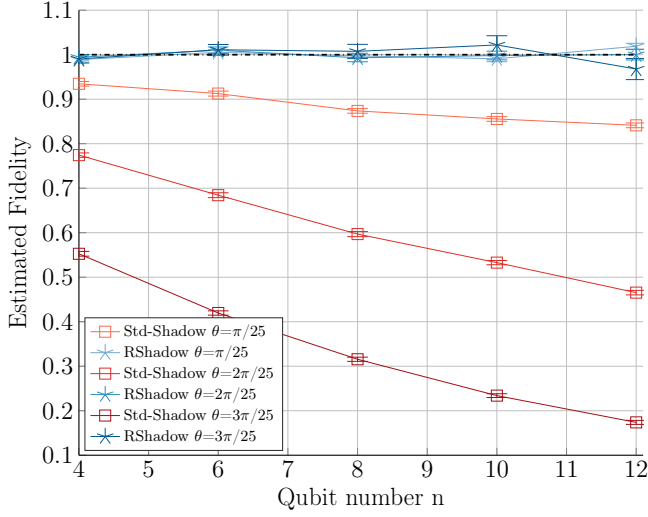 1.1
1
0.9
0.8
0.7
0.6
0.5
0.4
0.3
0.2
0.1
Estimated Fidelity
Std-Shadow θ=π/25
RShadow θ=π/25
Std-Shadow θ=2π/25
RShadow θ=2π/25
Std-Shadow θ=3π/25
RShadow θ=3π/25
4 5 6 7 8 9 10 11 12
Qubit number n